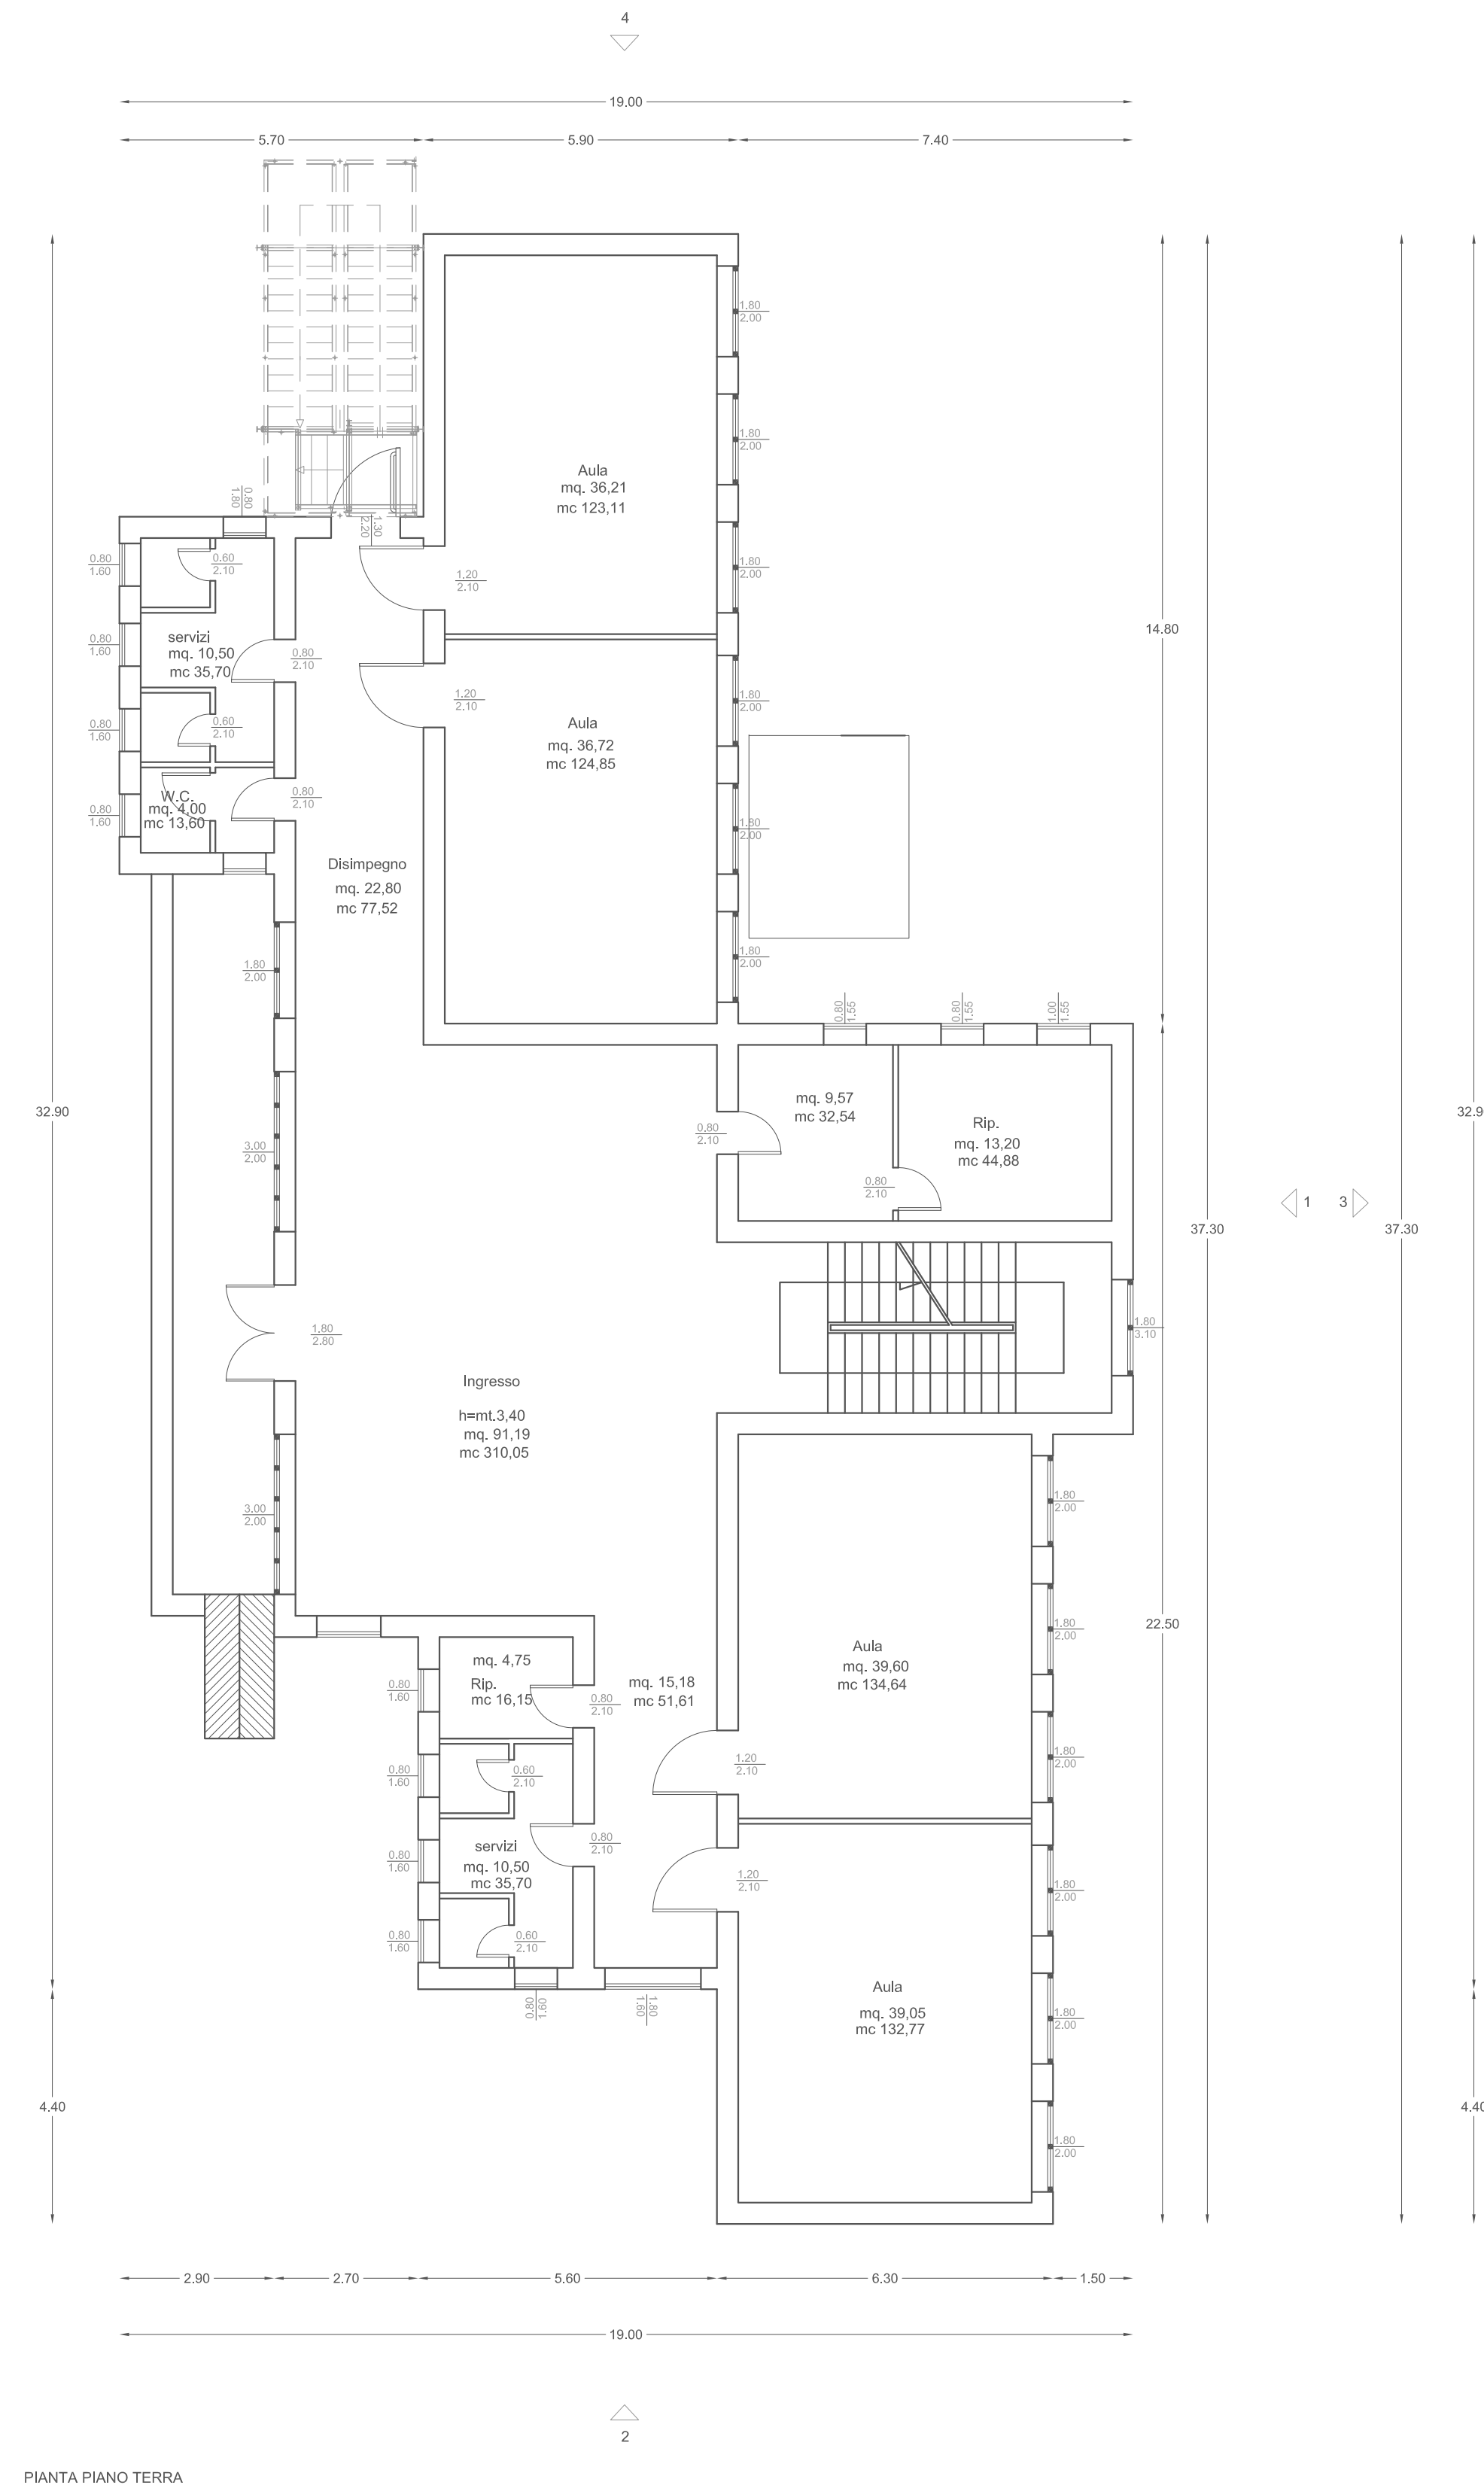 4
19.00
5.70
5.90
7.40
1.80
2.00
1.80
2.00
Aula
mq. 36,21
mc 123,11
0.80
1.80
1.30
2.20
1.80
2.00
0.80
1.60
0.60
2.10
1.20
2.10
servizi
mq. 10,50
mc 35,70
0.80
1.60
0.80
2.10
14.80
1.20
2.10
1.80
2.00
0.80
1.60
0.60
2.10
Aula
mq. 36,72
mc 124,85
W.C.
mq. 4,00
mc 13,60
0.80
1.60
0.80
2.10
1.80
2.00
Disimpegno
mq. 22,80
mc 77,52
1.80
2.00
1.80
2.00
0.80
1.55
0.80
1.55
1.00
1.55
32.90
mq. 9,57
mc 32,54
Rip.
mq. 13,20
mc 44,88
0.80
2.10
0.80
2.10
3.00
2.00
32.9
1
3
37.30
37.30
1.80
2.80
1.80
3.10
Ingresso
h=mt.3,40
mq. 91,19
mc 310,05
3.00
2.00
1.80
2.00
22.50
1.80
2.00
Aula
mq. 39,60
mc 134,64
mq. 4,75
Rip.
mc 16,15
0.80
1.60
0.80
2.10
mq. 15,18
mc 51,61
1.20
2.10
1.80
2.00
0.80
1.60
0.60
2.10
servizi
mq. 10,50
mc 35,70
0.80
1.60
0.80
2.10
1.20
2.10
1.80
2.00
0.80
1.60
0.60
2.10
0.80
1.60
1.80
1.60
Aula
mq. 39,05
mc 132,77
1.80
2.00
4.40
4.40
1.80
2.00
2.90
2.70
5.60
6.30
1.50
19.00
2
PIANTA PIANO TERRA